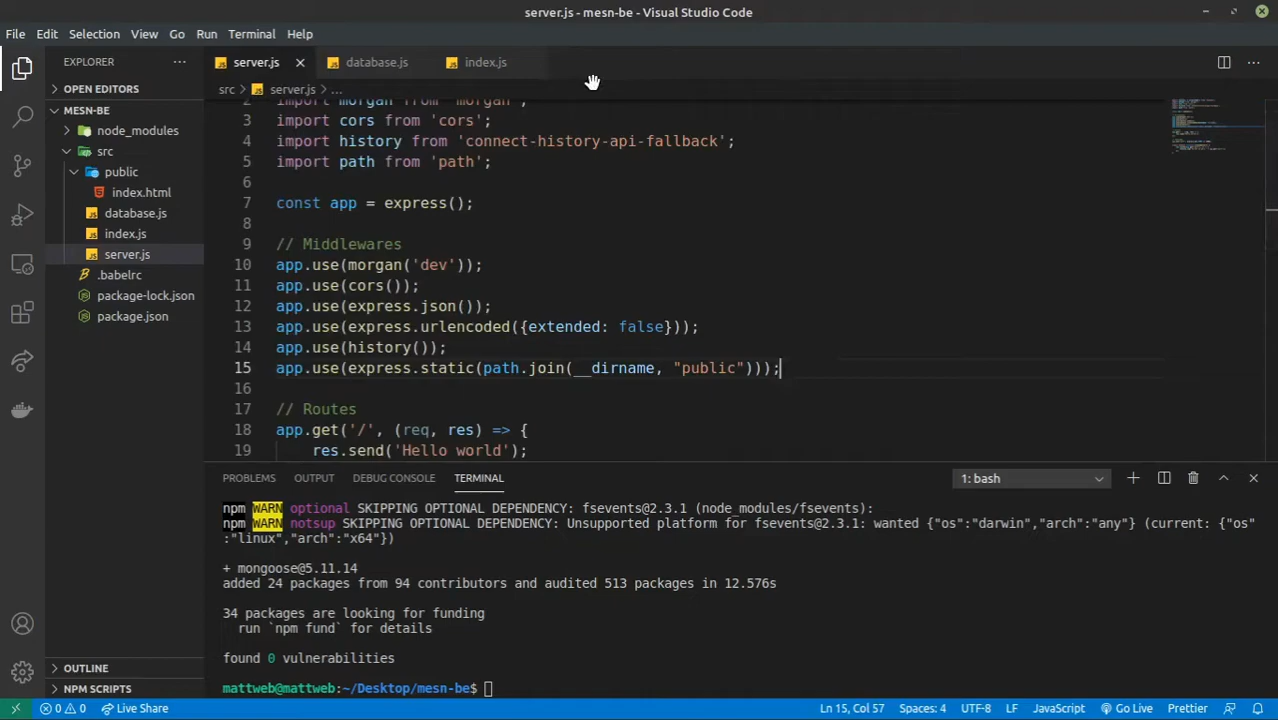 server.js - mesn-be - Visual Studio Code
File Edit Selection View Go Run Terminal Help
EXPLORER
OPEN EDITORS
MESN-BE
node_modules
src
public
index.html
database.js
index.js
server.js
.babelrc
package-lock.json
package.json
OUTLINE
NPM SCRIPTS
server.js database.js index.js
src > server.js > ...
2 import morgan from 'morgan';
3 import cors from 'cors';
4 import history from 'connect-history-api-fallback';
5 import path from 'path';
6
7 const app = express();
8
9 // Middlewares
10 app.use(morgan('dev'));
11 app.use(cors());
12 app.use(express.json());
13 app.use(express.urlencoded({extended: false}));
14 app.use(history());
15 app.use(express.static(path.join(__dirname, "public")));
16
17 // Routes
18 app.get('/', (req, res) => {
19 res.send('Hello world');
PROBLEMS OUTPUT DEBUG CONSOLE TERMINAL 1: bash
npm WARN optional SKIPPING OPTIONAL DEPENDENCY: fsevents@2.3.1 (node_modules/fsevents):
npm WARN notsup SKIPPING OPTIONAL DEPENDENCY: Unsupported platform for fsevents@2.3.1: wanted {"os":"darwin","arch":"any"} (current: {"os"
:"linux","arch":"x64"})
+ mongoose@5.11.14
added 24 packages from 94 contributors and audited 513 packages in 12.576s
34 packages are looking for funding
run `npm fund` for details
found 0 vulnerabilities
mattweb@mattweb:~/Desktop/mesn-be$
0 0 Live Share Ln 15, Col 57 Spaces: 4 UTF-8 LF JavaScript Go Live Prettier